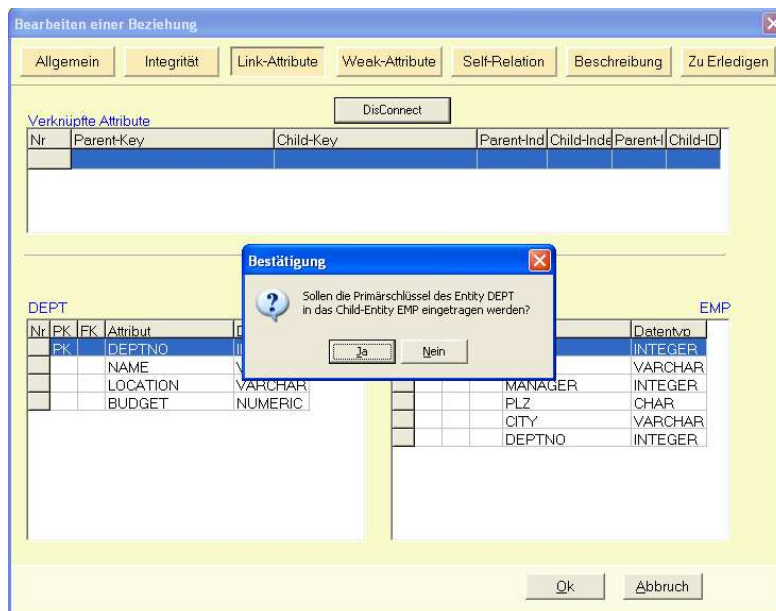 Bearbeiten einer Beziehung
Allgemein Integrität Link-Attribute Weak-Attribute Self-Relation Beschreibung Zu Erledigen
DisConnect
Verknüpfte Attribute
Nr Parent-Key Child-Key Parent-Ind Child-Inde Parent-I Child-ID
Bestätigung
Sollen die Primärschlüssel des Entity DEPT
in das Child-Entity EMP eingetragen werden?
Ja Nein
DEPT EMP
Nr PK FK Attribut Datentyp
PK DEPTNO INTEGER
NAME VARCHAR
LOCATION VARCHAR MANAGER INTEGER
BUDGET NUMERIC PLZ CHAR
CITY VARCHAR
DEPTNO INTEGER
Ok Abbruch